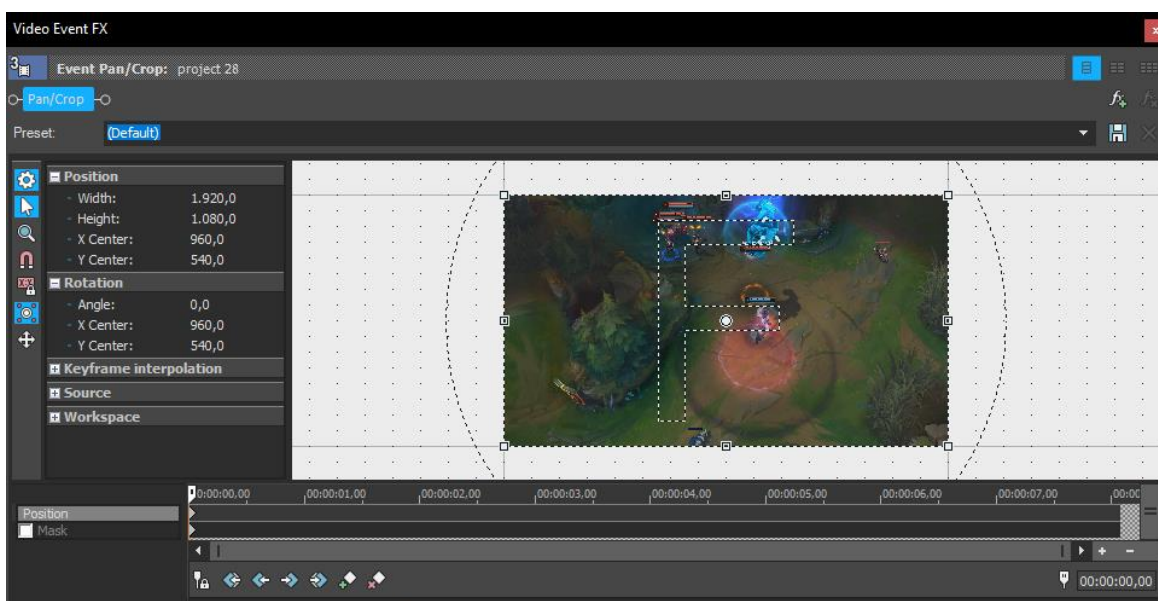 Video Event FX
3
Event Pan/Crop: project 28
Pan/Crop
Preset: (Default)
Position
Width: 1.920,0
Height: 1.080,0
X Center: 960,0
Y Center: 540,0
Rotation
Angle: 0,0
X Center: 960,0
Y Center: 540,0
Keyframe interpolation
Source
Workspace
0:00:00,00 00:00:01,00 00:00:02,00 00:00:03,00 00:00:04,00 00:00:05,00 00:00:06,00 00:00:07,00 00:00
Position
Mask
00:00:00,00